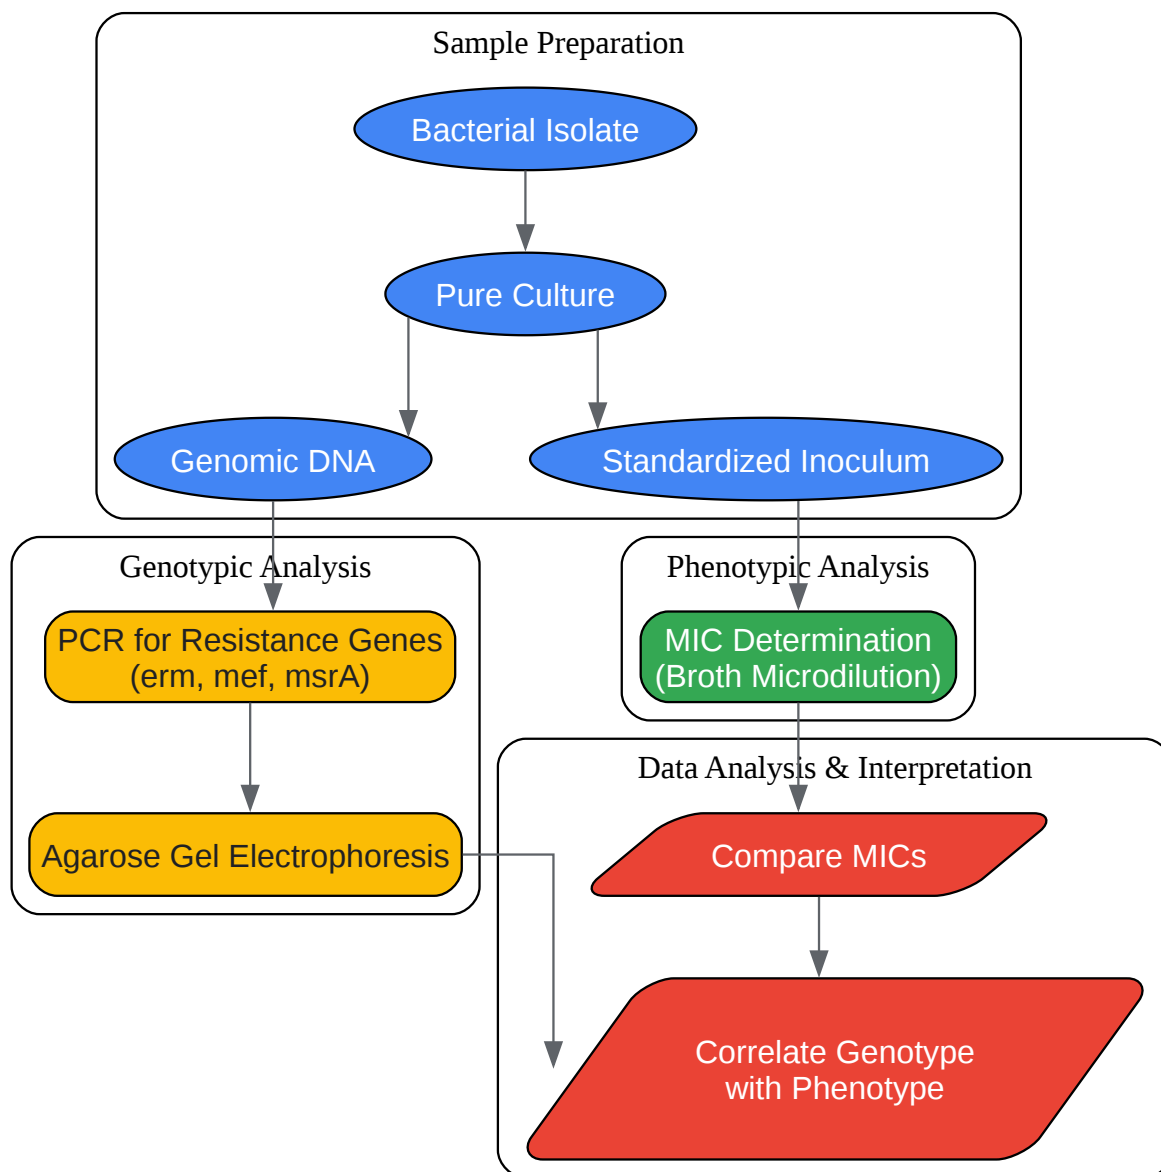 Sample Preparation
Bacterial Isolate
Pure Culture
Genomic DNA
Standardized Inoculum
Genotypic Analysis
PCR for Resistance Genes
(erm, mef, msrA)
Agarose Gel Electrophoresis
Phenotypic Analysis
MIC Determination
(Broth Microdilution)
Data Analysis & Interpretation
Compare MICs
Correlate Genotype
with Phenotype